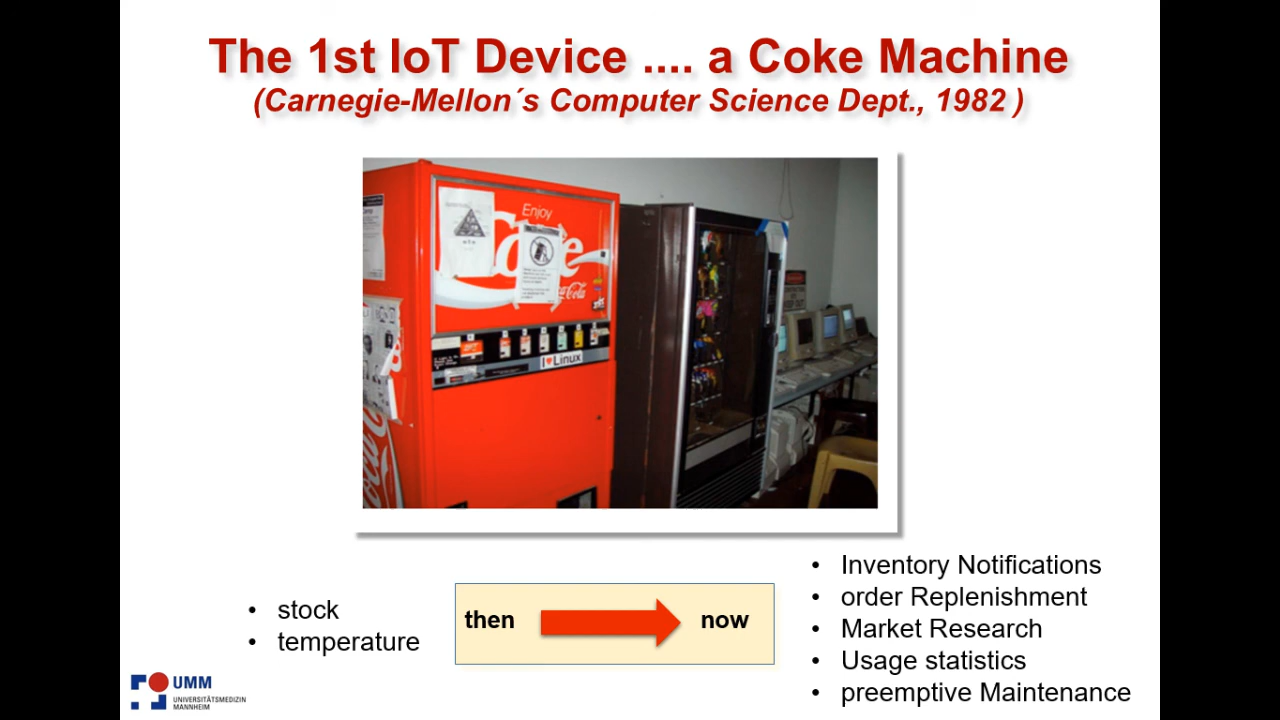 The 1st IoT Device .... a Coke Machine
(Carnegie-Mellon´s Computer Science Dept., 1982 )
Enjoy
Coke
Coca-Cola
I ♥ Linux
• stock
• temperature
then
now
• Inventory Notifications
• order Replenishment
• Market Research
• Usage statistics
• preemptive Maintenance
UMM
UNIVERSITÄTSMEDIZIN
MANNHEIM